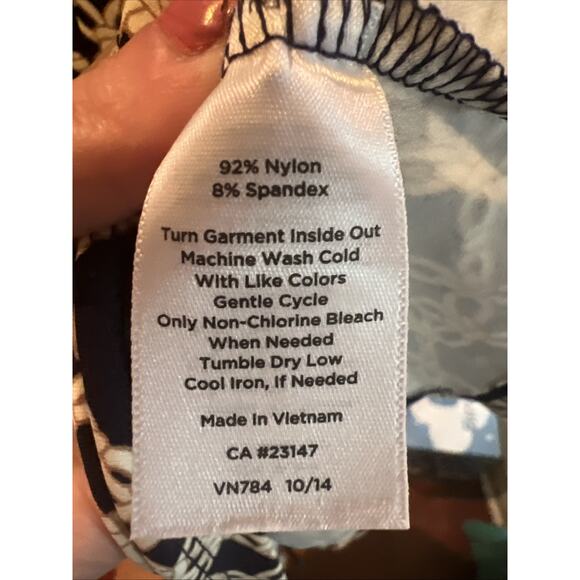 92% Nylon
8% Spandex
Turn Garment Inside Out
Machine Wash Cold
With Like Colors
Gentle Cycle
Only Non-Chlorine Bleach
When Needed
Tumble Dry Low
Cool Iron, If Needed
Made In Vietnam
CA #23147
VN784 10/14